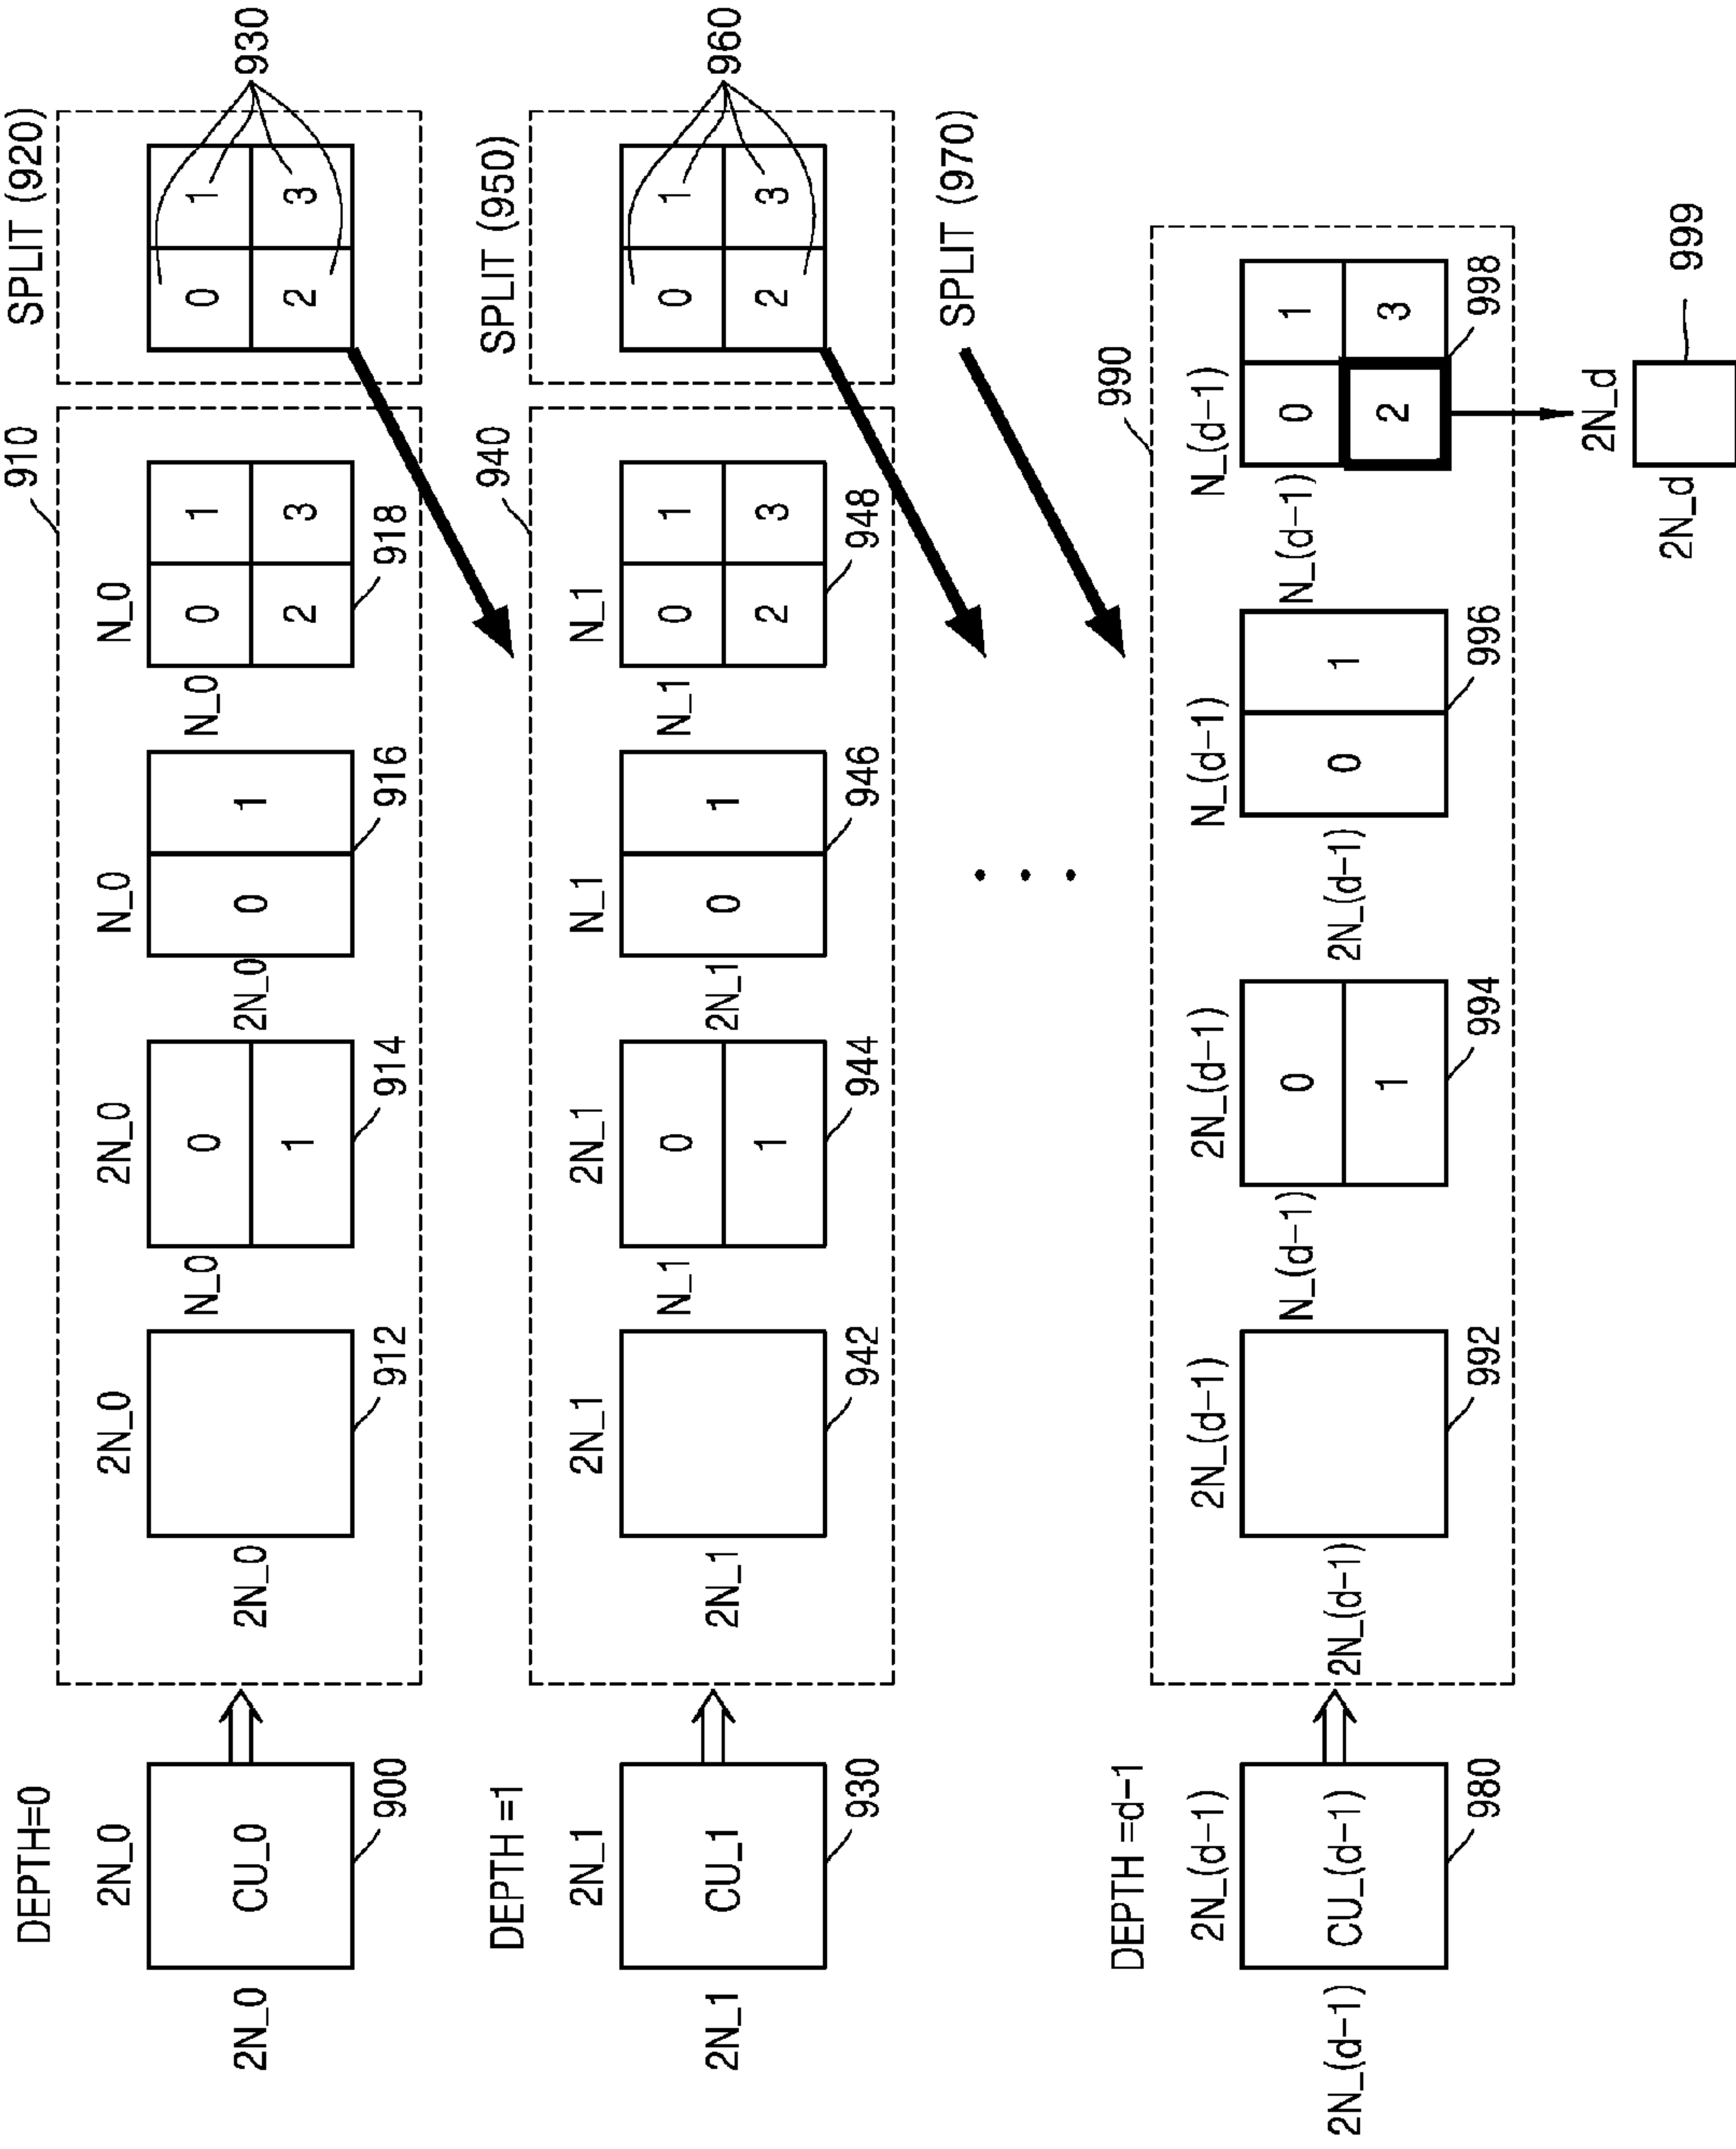 DEPTH=0
2N_0
2N_0
CU_0
900
910
2N_0
2N_0
912
2N_0
N_0
0
1
914
N_0
2N_0
0
1
916
N_0
N_0
0
1
2
3
918
SPLIT (920)
0
1
2
3
930
DEPTH =1
2N_1
2N_1
CU_1
930
940
2N_1
2N_1
942
2N_1
N_1
0
1
944
N_1
2N_1
0
1
946
N_1
N_1
0
1
2
3
948
SPLIT (950)
0
1
2
3
960
SPLIT (970)
DEPTH =d-1
2N_(d-1)
2N_(d-1)
CU_(d-1)
980
990
2N_(d-1)
2N_(d-1)
992
2N_(d-1)
N_(d-1)
0
1
994
N_(d-1)
2N_(d-1)
0
1
996
N_(d-1)
N_(d-1)
0
1
2
3
998
2N_d
2N_d
999